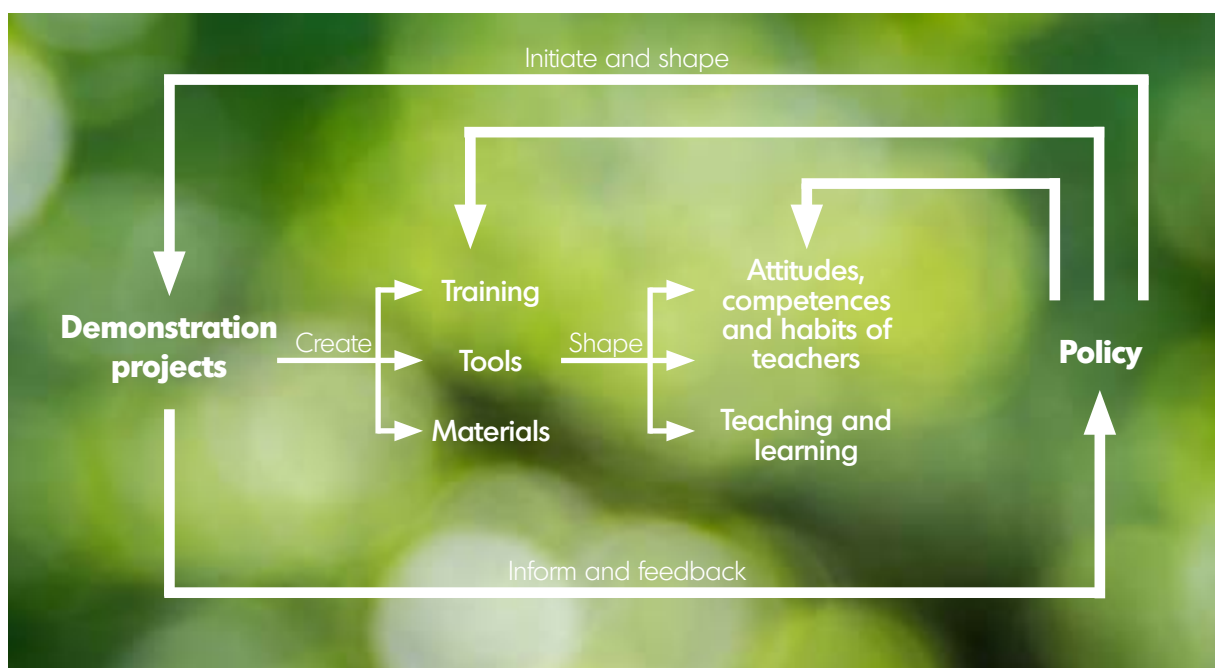 Initiate and shape
Demonstration
projects
Create
Training
Tools
Materials
Shape
Attitudes,
competences
and habits of
teachers
Teaching and
learning
Policy
Inform and feedback